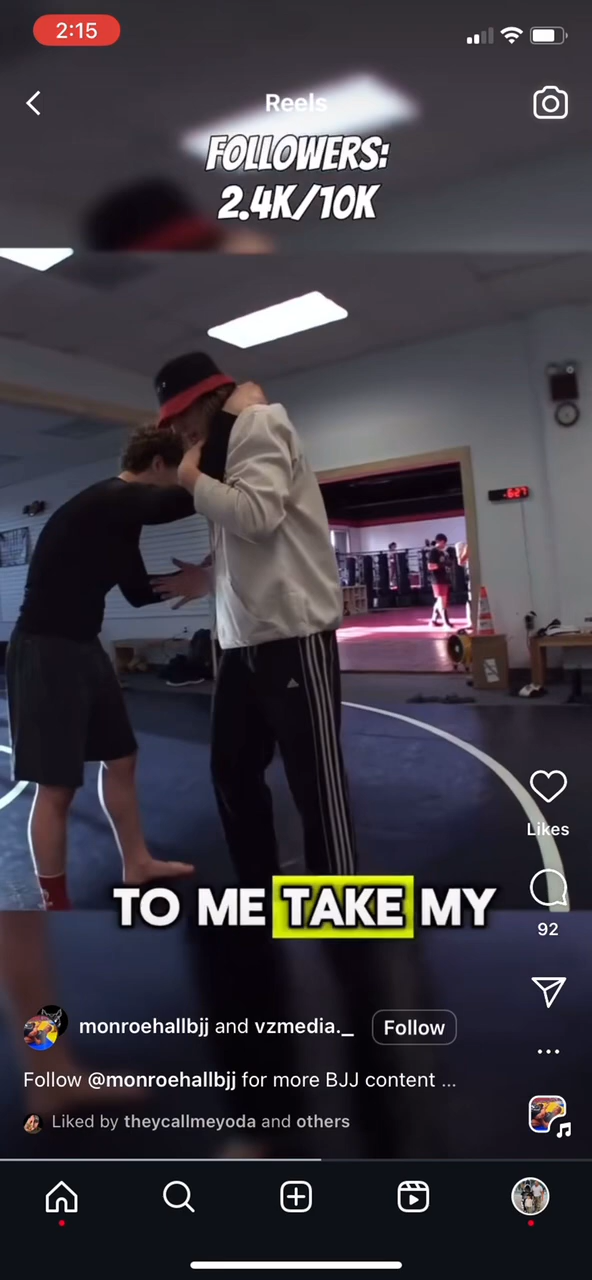 2:15
Reels
FOLLOWERS:
2.4K/10K
TO ME TAKE MY
Likes
92
monroehallbjj and vzmedia._ Follow
Follow @monroehallbjj for more BJJ content ...
Liked by theycallmeyoda and others